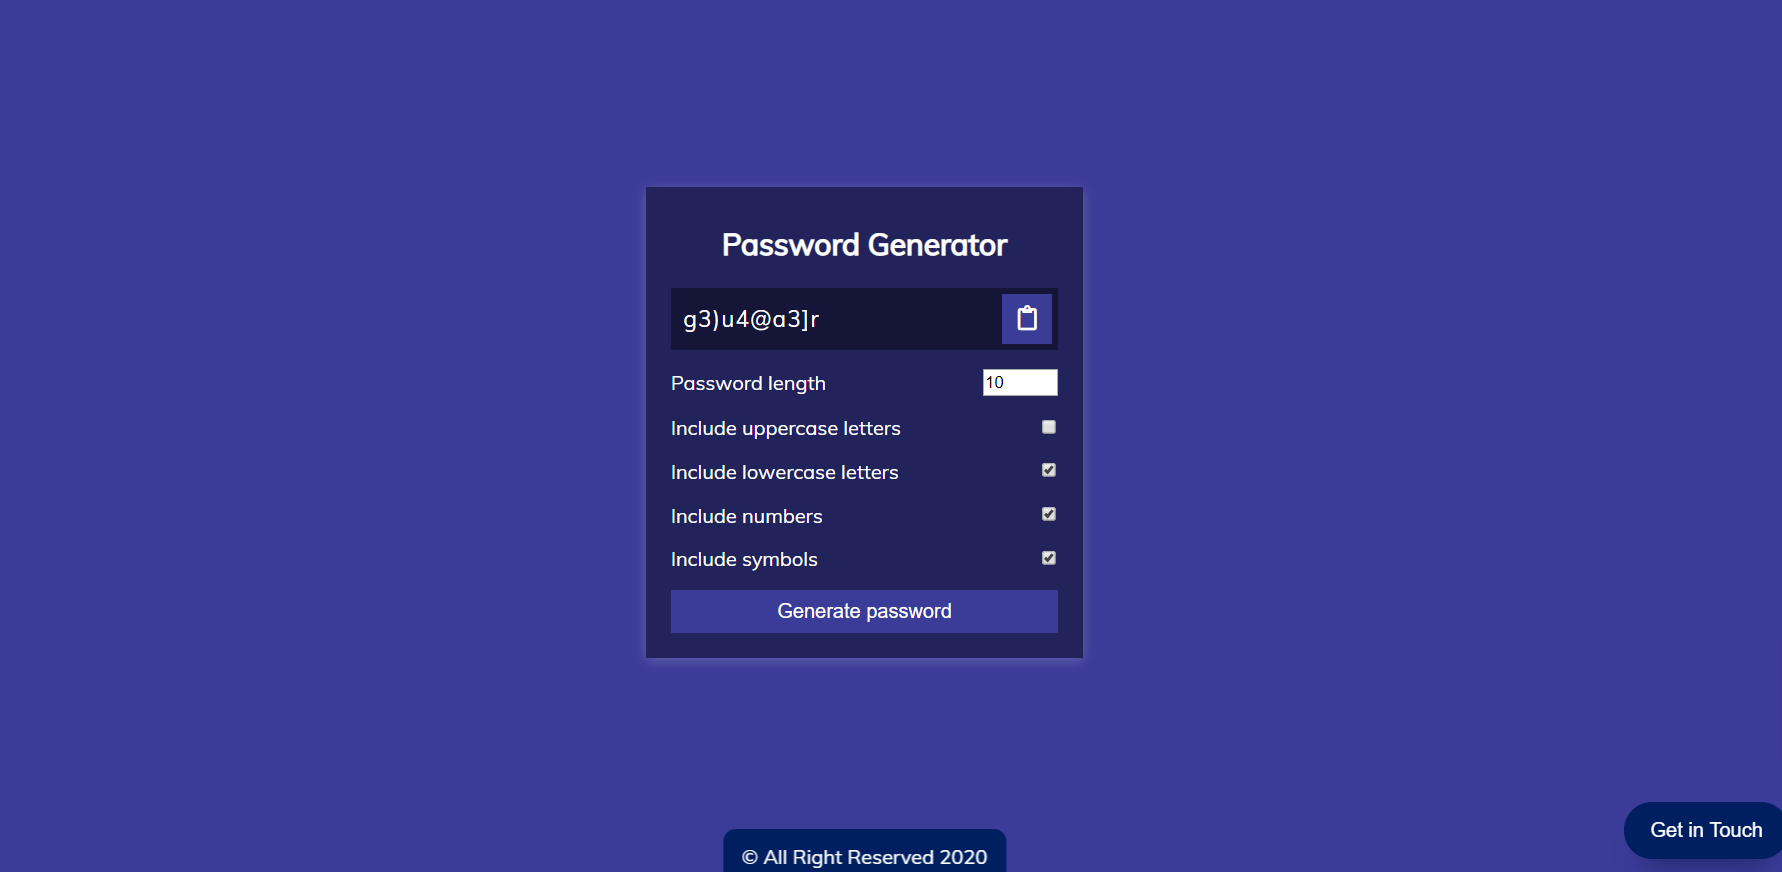 Password Generator
g3)u4@a3]r
Password length
10
Include uppercase letters
Include lowercase letters
Include numbers
Include symbols
Generate password
Get in Touch
© All Right Reserved 2020